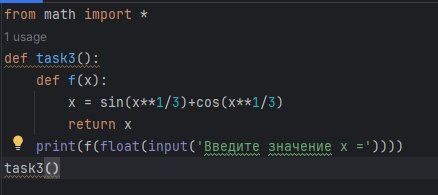 from math import *
1 usage
def task3():
    def f(x):
        x = sin(x**1/3)+cos(x**1/3)
        return x
    print(f(float(input('Введите значение x ='))))
task3()